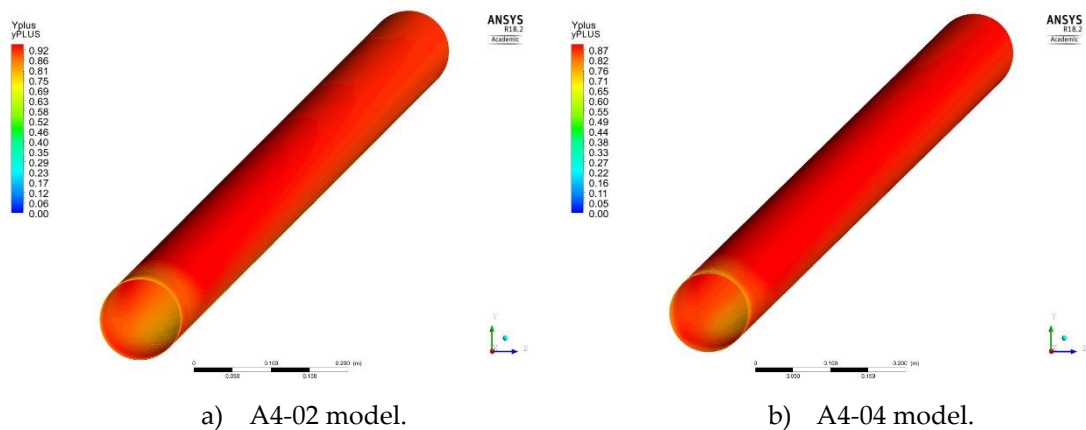 Yplus
yPLUS
0.92
0.86
0.81
0.75
0.69
0.63
0.58
0.52
0.46
0.40
0.35
0.29
0.23
0.17
0.12
0.06
0.00
ANSYS
R18.2
Academic
Y
X
Z
0 0.100 0.200 (m)
0.050 0.150
a) A4-02 model.
Yplus
yPLUS
0.87
0.82
0.76
0.71
0.65
0.60
0.54
0.49
0.44
0.38
0.33
0.27
0.22
0.16
0.11
0.05
0.00
ANSYS
R18.2
Academic
Y
X
Z
0 0.100 0.200 (m)
0.050 0.150
b) A4-04 model.